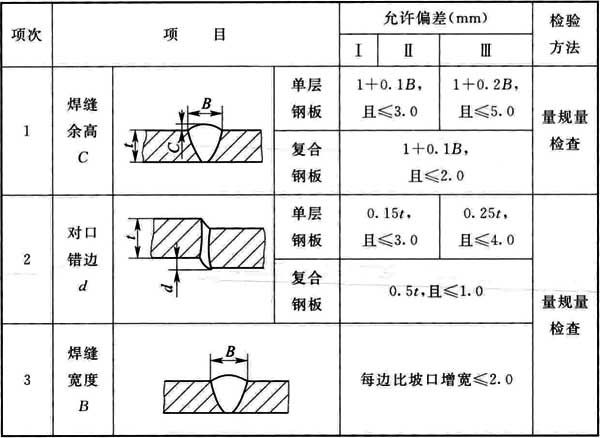 项次
项 目
允许偏差(mm)
检验
方法
Ⅰ Ⅱ Ⅲ
1
焊缝
余高
C
B
t
C
单层
钢板
1+0.1B,
且≤3.0
1+0.2B,
且≤5.0
复合
钢板
1+0.1B,
且≤2.0
量规量
检查
2
对口
错边
d
t
d
单层
钢板
0.15t,
且≤3.0
0.25t,
且≤4.0
复合
钢板
0.5t,且≤1.0
3
焊缝
宽度
B
B
每边比坡口增宽≤2.0
量规量
检查